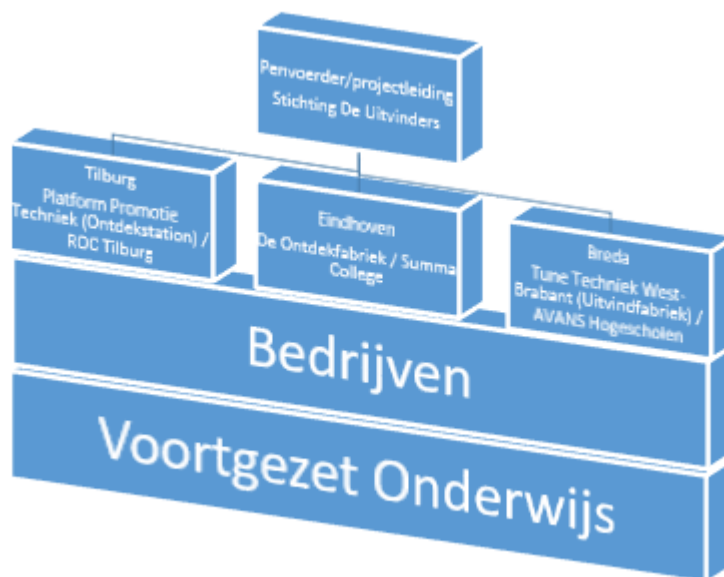 Penvoerder/projectleiding
Stichting De Uitvinders
Tilburg
Platform Promotie
Techniek (Ontdekstation) /
ROC Tilburg
Eindhoven
De Ontdekfabriek / Summa
College
Breda
Tune Techniek West-
Brabant (Uitvindfabriek) /
AVANS Hogescholen
Bedrijven
Voortgezet Onderwijs